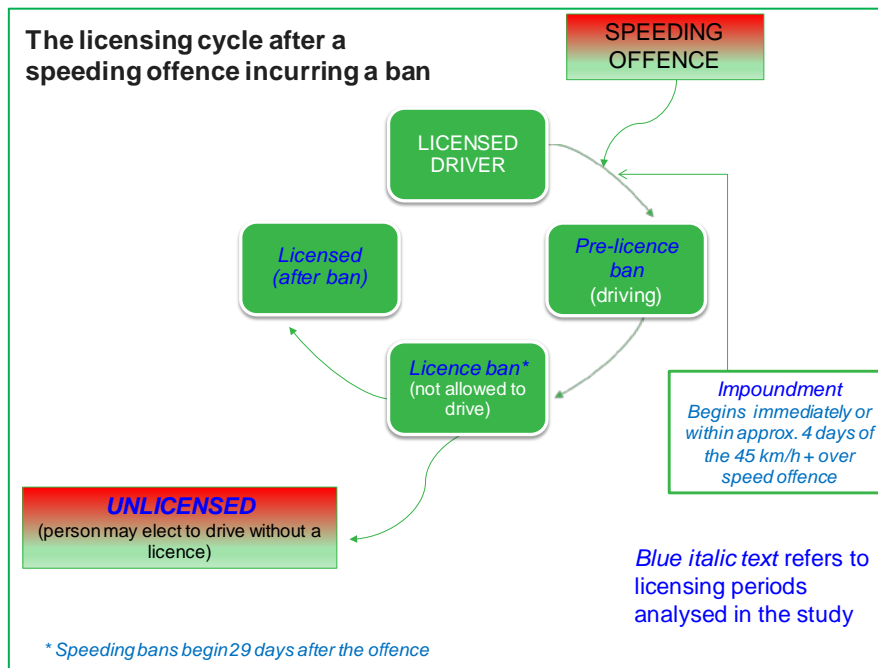 The licensing cycle after a
speeding offence incurring a ban
SPEEDING
OFFENCE
LICENSED
DRIVER
Licensed
(after ban)
Pre-licence
ban
(driving)
Licence ban*
(not allowed to
drive)
Impoundment
Begins immediately or
within approx. 4 days of
the 45 km/h + over
speed offence
UNLICENSED
(person may elect to drive without a
licence)
Blue italic text refers to
licensing periods
analysed in the study
* Speeding bans begin 29 days after the offence